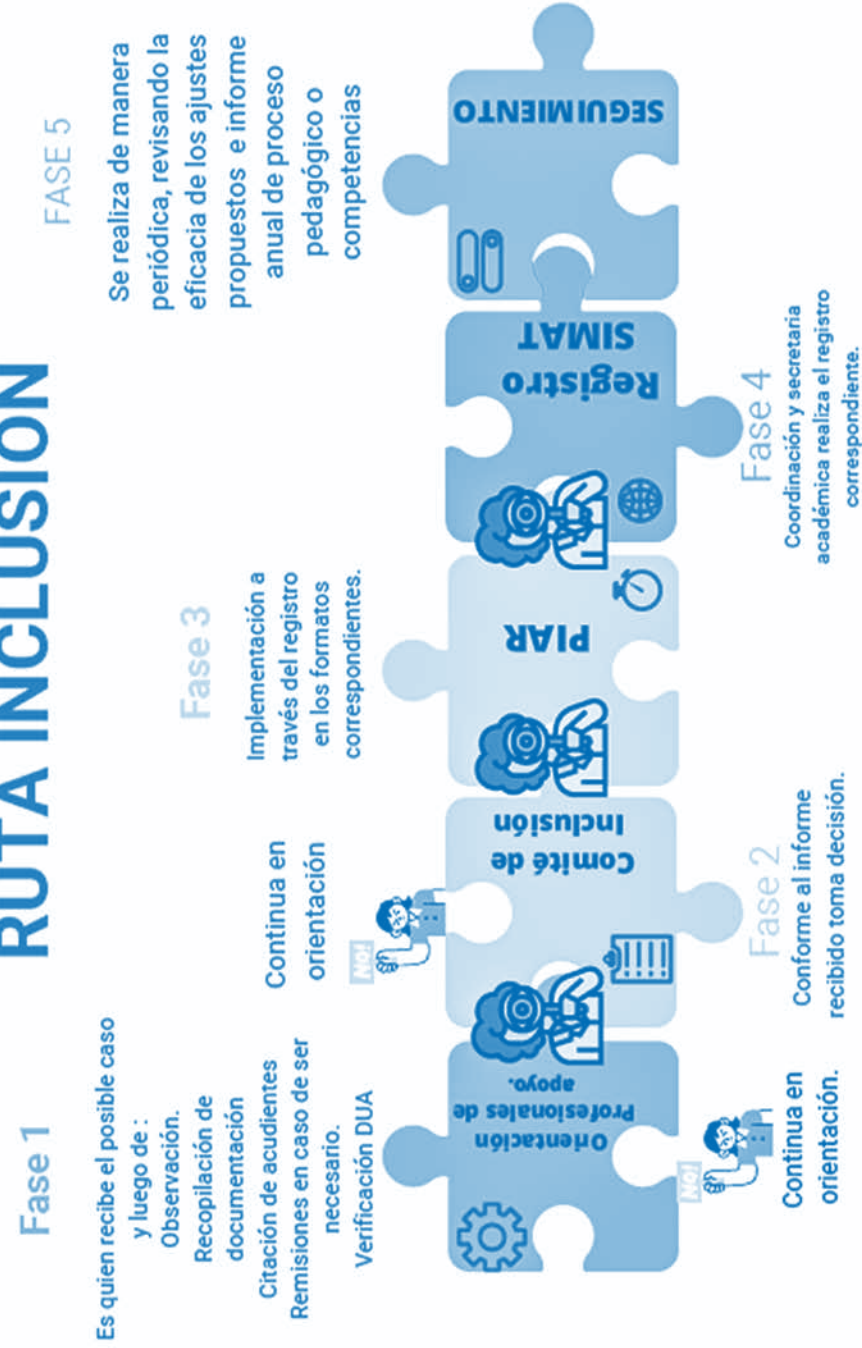 RUTA INCLUSIÓN
Fase 1
Es quien recibe el posible caso
y luego de :
Observación.
Recopilación de
documentación
Citación de acudientes
Remisiones en caso de ser
necesario.
Verificación DUA
Orientación
Profesionales de
apoyo.
NO!
Continua en
orientación.
NO!
Continua en
orientación
Comité de
Inclusión
Fase 2
Conforme al informe
recibido toma decisión.
Fase 3
Implementación a
través del registro
en los formatos
correspondientes.
PIAR
Registro
SIMAT
Fase 4
Coordinación y secretaria
académica realiza el registro
correspondiente.
FASE 5
Se realiza de manera
periódica, revisando la
eficacia de los ajustes
propuestos e informe
anual de proceso
pedagógico o
competencias
SEGUIMIENTO